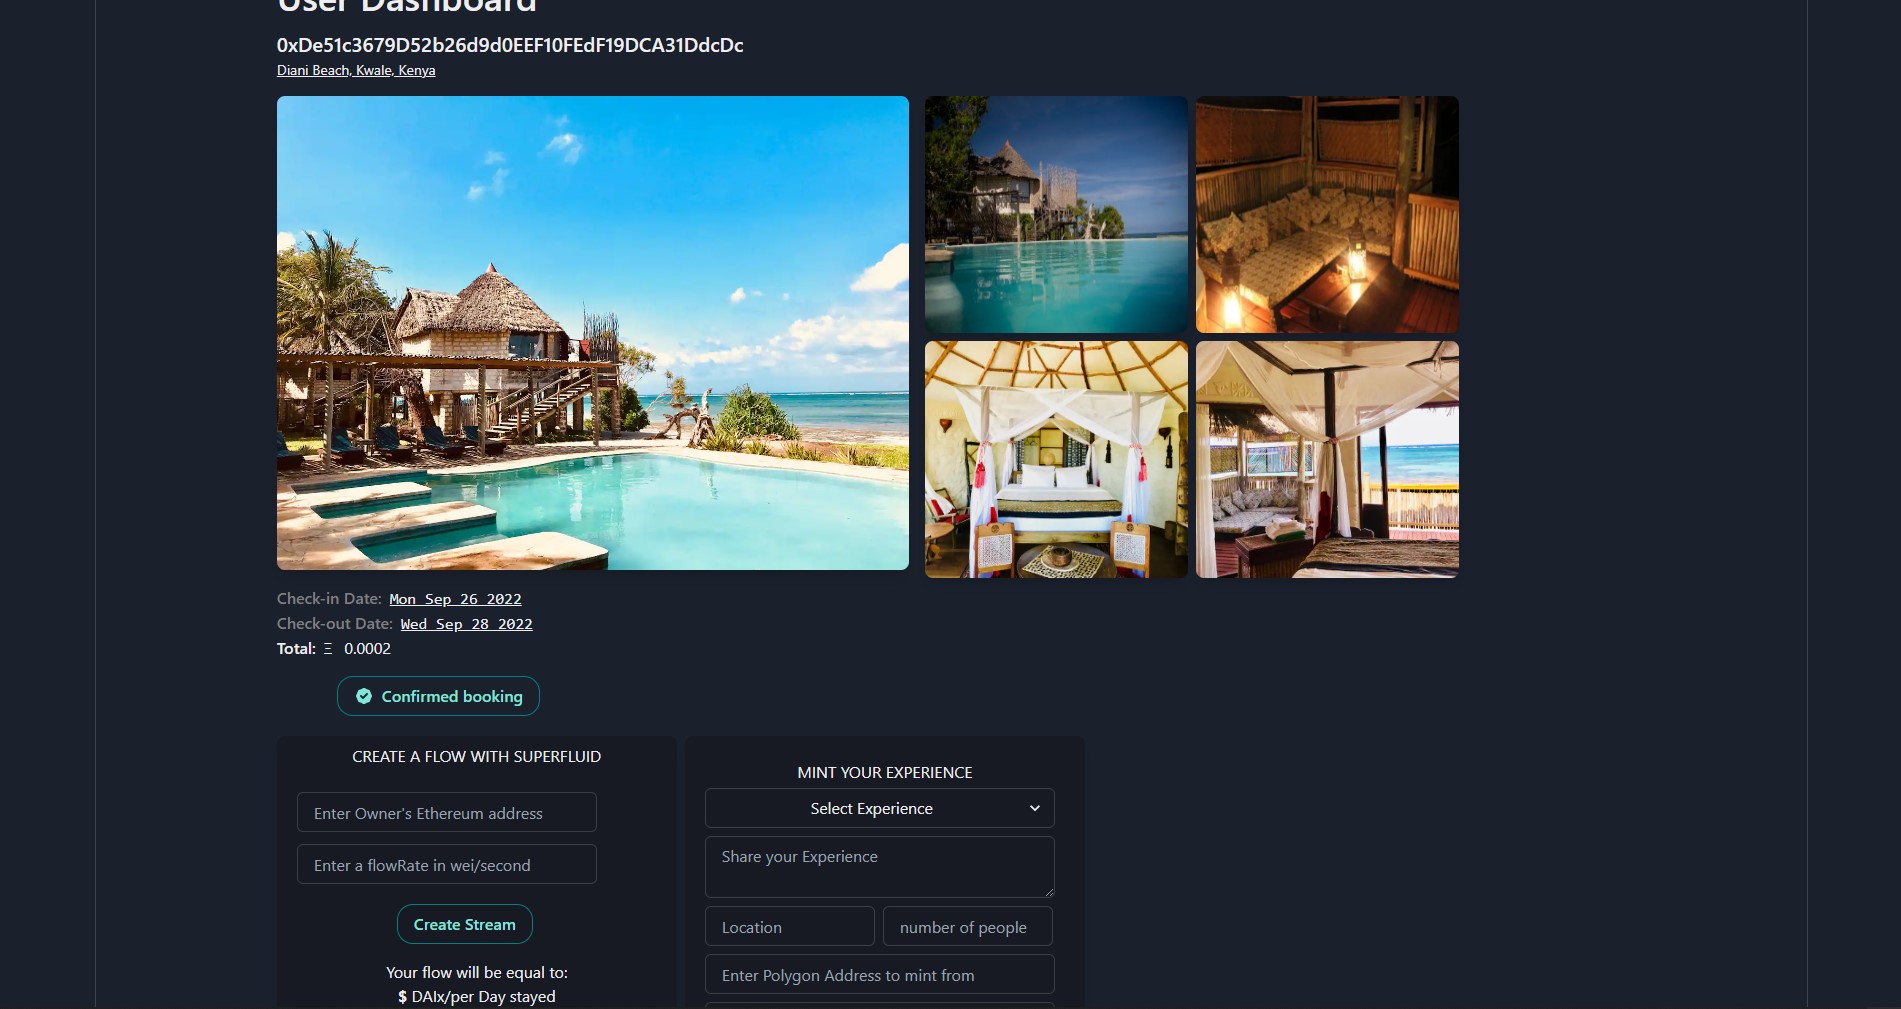 User Dashboard
0xDe51c3679D52b26d9d0EEF10FEdF19DCA31DdcDc
Diani Beach, Kwale, Kenya
Check-in Date: Mon Sep 26 2022
Check-out Date: Wed Sep 28 2022
Total: Ξ 0.0002
Confirmed booking
CREATE A FLOW WITH SUPERFLUID
Enter Owner's Ethereum address
Enter a flowRate in wei/second
Create Stream
Your flow will be equal to:
$ DAIx/per Day stayed
MINT YOUR EXPERIENCE
Select Experience
Share your Experience
Location
number of people
Enter Polygon Address to mint from